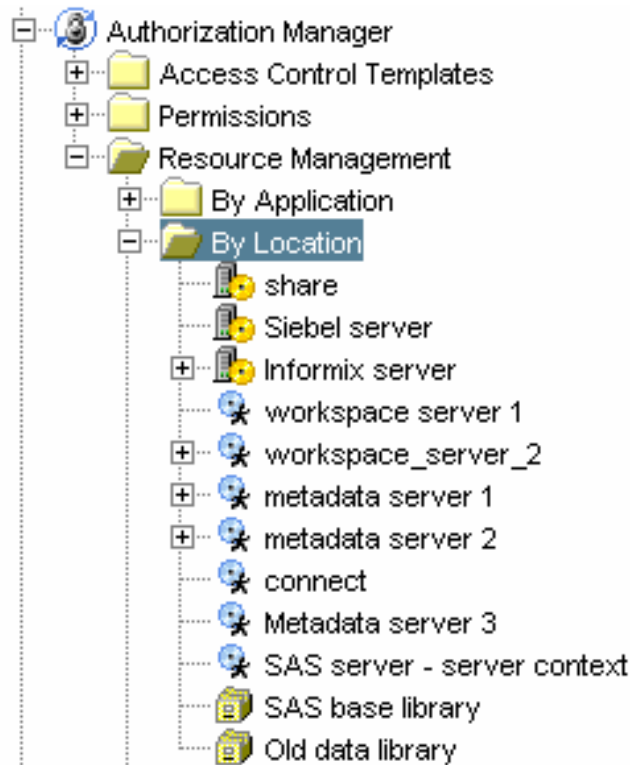 Authorization Manager
Access Control Templates
Permissions
Resource Management
By Application
By Location
share
Siebel server
Informix server
workspace server 1
workspace_server_2
metadata server 1
metadata server 2
connect
Metadata server 3
SAS server - server context
SAS base library
Old data library